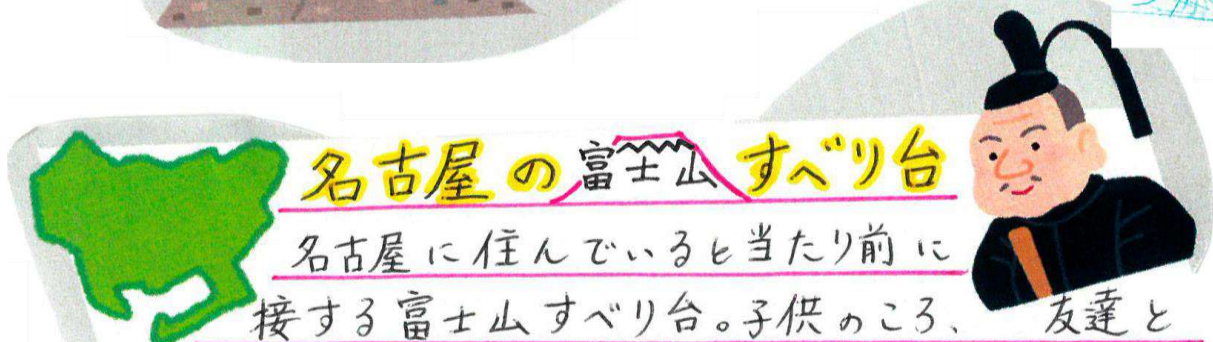 名古屋の富士山すべり台
名古屋に住んでいると当たり前に
接する富士山すべり台。子供のころ、友達と